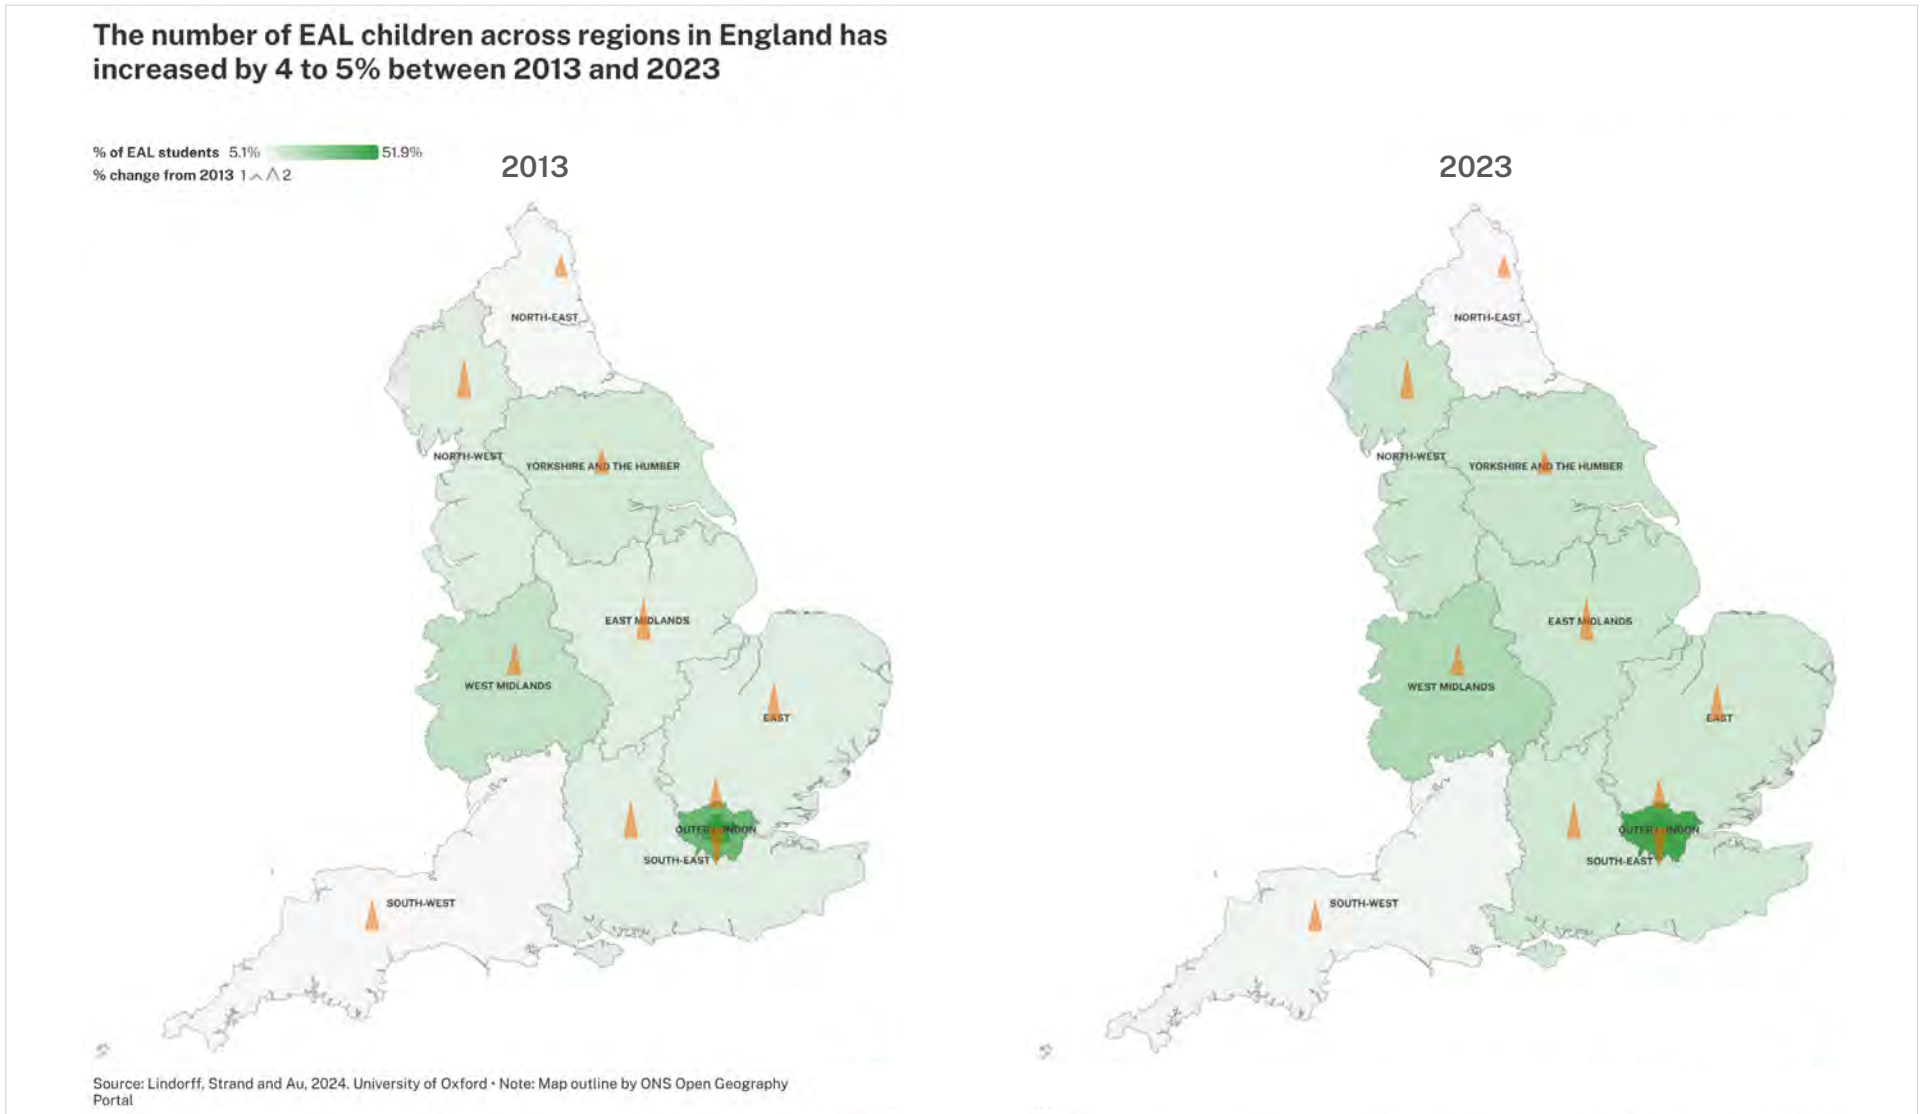 The number of EAL children across regions in England has
increased by 4 to 5% between 2013 and 2023
% of EAL students 5.1% 51.9%
% change from 2013 1 2
2013
2023
NORTH-EAST
NORTH-WEST
YORKSHIRE AND THE HUMBER
EAST MIDLANDS
WEST MIDLANDS
EAST
OUTER LONDON
SOUTH-EAST
SOUTH-WEST
NORTH-EAST
NORTH-WEST
YORKSHIRE AND THE HUMBER
EAST MIDLANDS
WEST MIDLANDS
EAST
OUTER LONDON
SOUTH-EAST
SOUTH-WEST
Source: Lindorff, Strand and Au, 2024. University of Oxford • Note: Map outline by ONS Open Geography
Portal